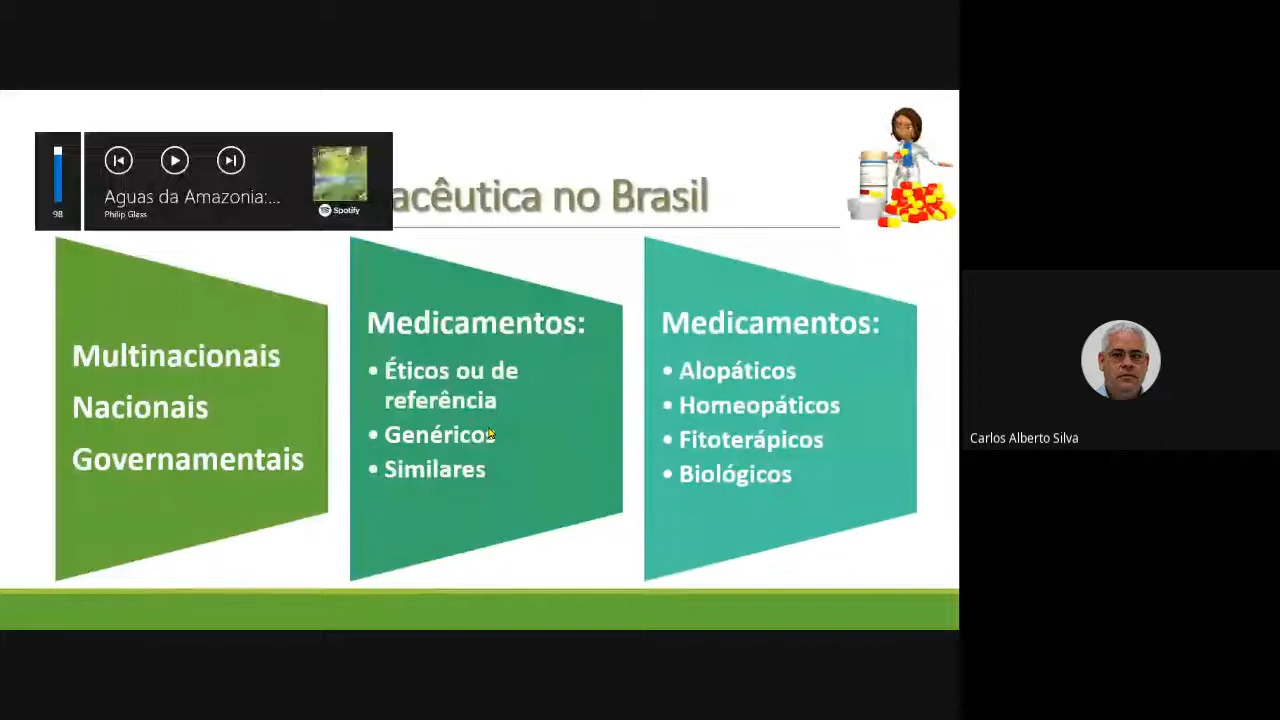 98
Aguas da Amazonia:...
Philip Glass
Spotify
acêutica no Brasil
Multinacionais
Nacionais
Governamentais
Medicamentos:
• Éticos ou de
referência
• Genéricos
• Similares
Medicamentos:
• Alopáticos
• Homeopáticos
• Fitoterápicos
• Biológicos
Carlos Alberto Silva